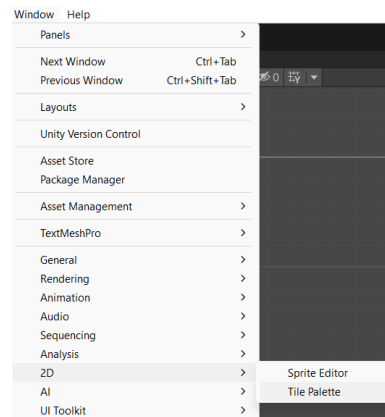 Window Help
Panels
Next Window Ctrl+Tab
Previous Window Ctrl+Shift+Tab
0
Layouts
Unity Version Control
Asset Store
Package Manager
Asset Management
TextMeshPro
General
Rendering
Animation
Audio
Sequencing
Analysis
2D
Sprite Editor
AI
Tile Palette
UI Toolkit